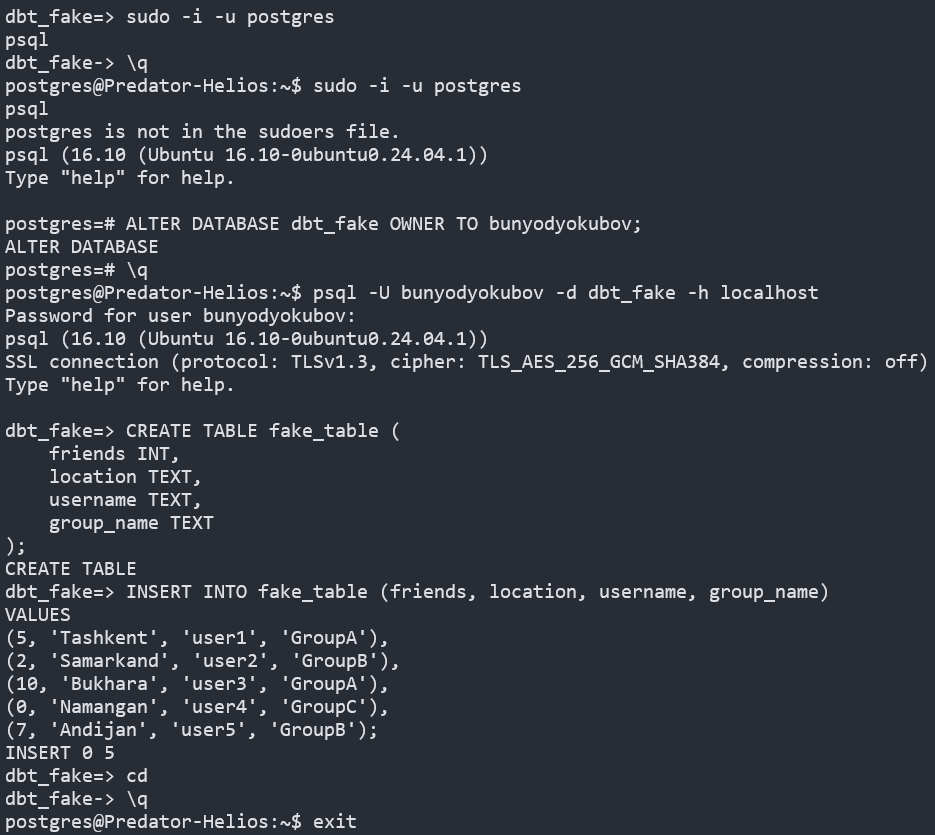 dbt_fake=> sudo -i -u postgres
psql
dbt_fake-> \q
postgres@Predator-Helios:~$ sudo -i -u postgres
psql
postgres is not in the sudoers file.
psql (16.10 (Ubuntu 16.10-0ubuntu0.24.04.1))
Type "help" for help.

postgres=# ALTER DATABASE dbt_fake OWNER TO bunyodyokubov;
ALTER DATABASE
postgres=# \q
postgres@Predator-Helios:~$ psql -U bunyodyokubov -d dbt_fake -h localhost
Password for user bunyodyokubov:
psql (16.10 (Ubuntu 16.10-0ubuntu0.24.04.1))
SSL connection (protocol: TLSv1.3, cipher: TLS_AES_256_GCM_SHA384, compression: off)
Type "help" for help.

dbt_fake=> CREATE TABLE fake_table (
    friends INT,
    location TEXT,
    username TEXT,
    group_name TEXT
);
CREATE TABLE
dbt_fake=> INSERT INTO fake_table (friends, location, username, group_name)
VALUES
(5, 'Tashkent', 'user1', 'GroupA'),
(2, 'Samarkand', 'user2', 'GroupB'),
(10, 'Bukhara', 'user3', 'GroupA'),
(0, 'Namangan', 'user4', 'GroupC'),
(7, 'Andijan', 'user5', 'GroupB');
INSERT 0 5
dbt_fake=> cd
dbt_fake-> \q
postgres@Predator-Helios:~$ exit